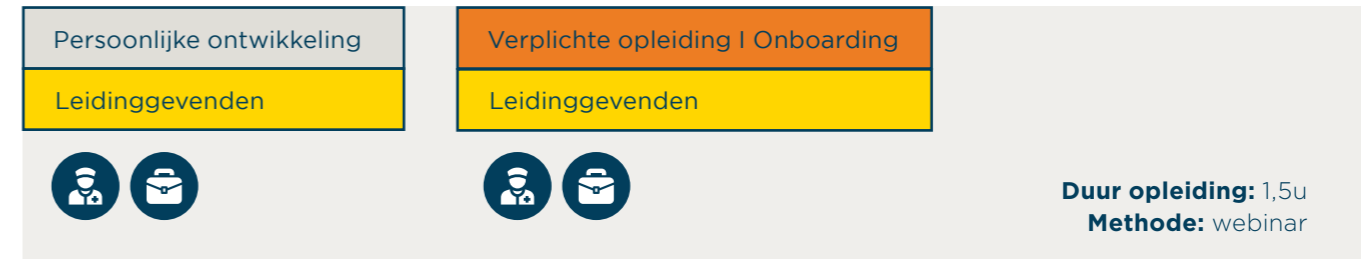 Persoonlijke ontwikkeling
Leidinggevenden
Verplichte opleiding I Onboarding
Leidinggevenden
Duur opleiding: 1,5u
Methode: webinar